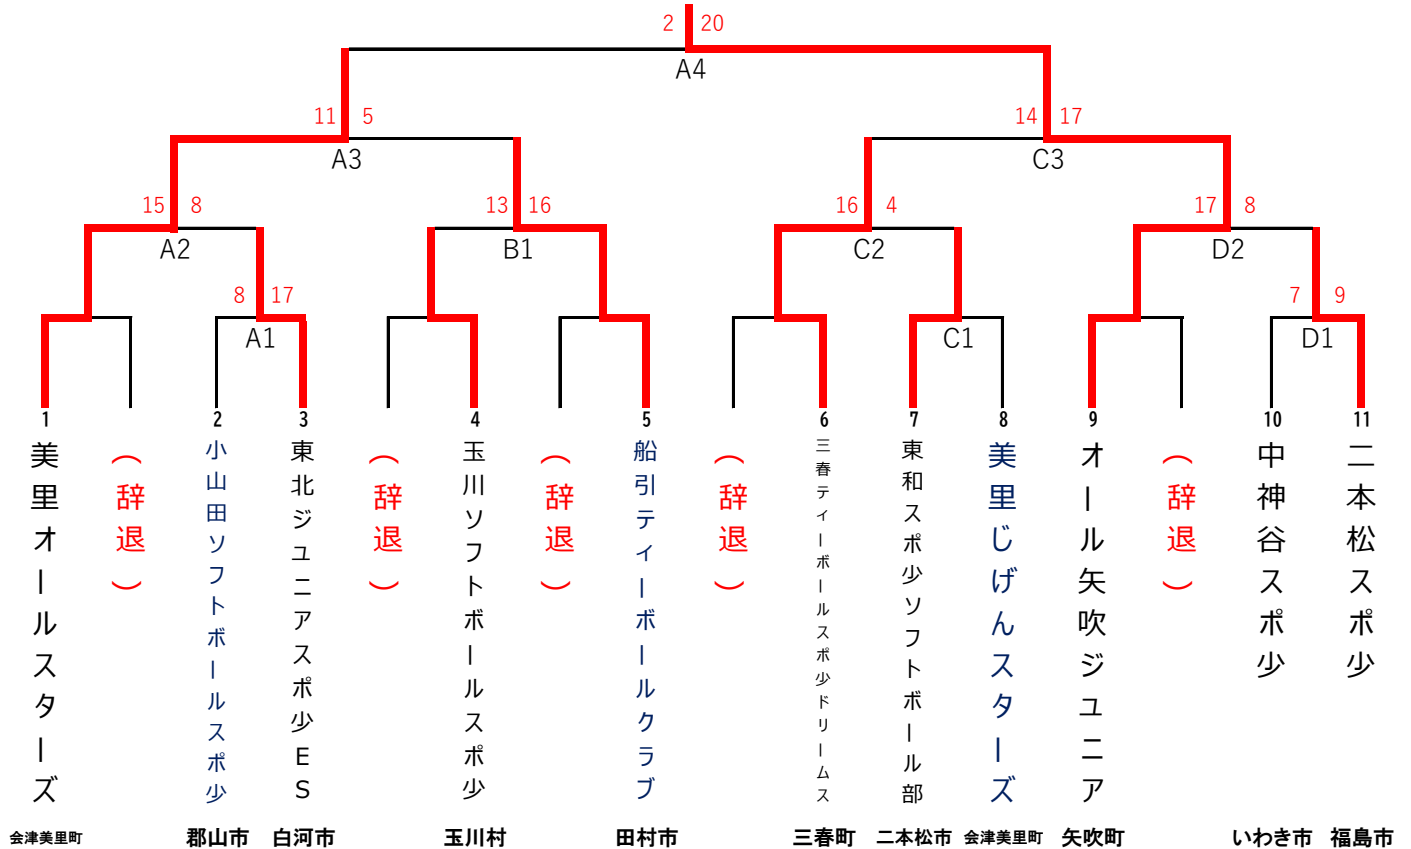 2 20
A4
11 5
14 17
A3
C3
15 8
13 16
16 4
17 8
A2
B1
C2
D2
8 17
7 9
A1
C1
D1
1
2
3
4
5
6
7
8
9
10
11
美里オールスターズ
（辞退）
小山田ソフトボールスポ少
東北ジュニアスポ少ES
（辞退）
玉川ソフトボールスポ少
（辞退）
船引ティーボールクラブ
（辞退）
三春ティーボールスポ少ドリームス
東和スポ少ソフトボール部
美里じげんスターズ
オール矢吹ジュニア
（辞退）
中神谷スポ少
二本松スポ少
会津美里町
郡山市
白河市
玉川村
田村市
三春町
二本松市
会津美里町
矢吹町
いわき市
福島市